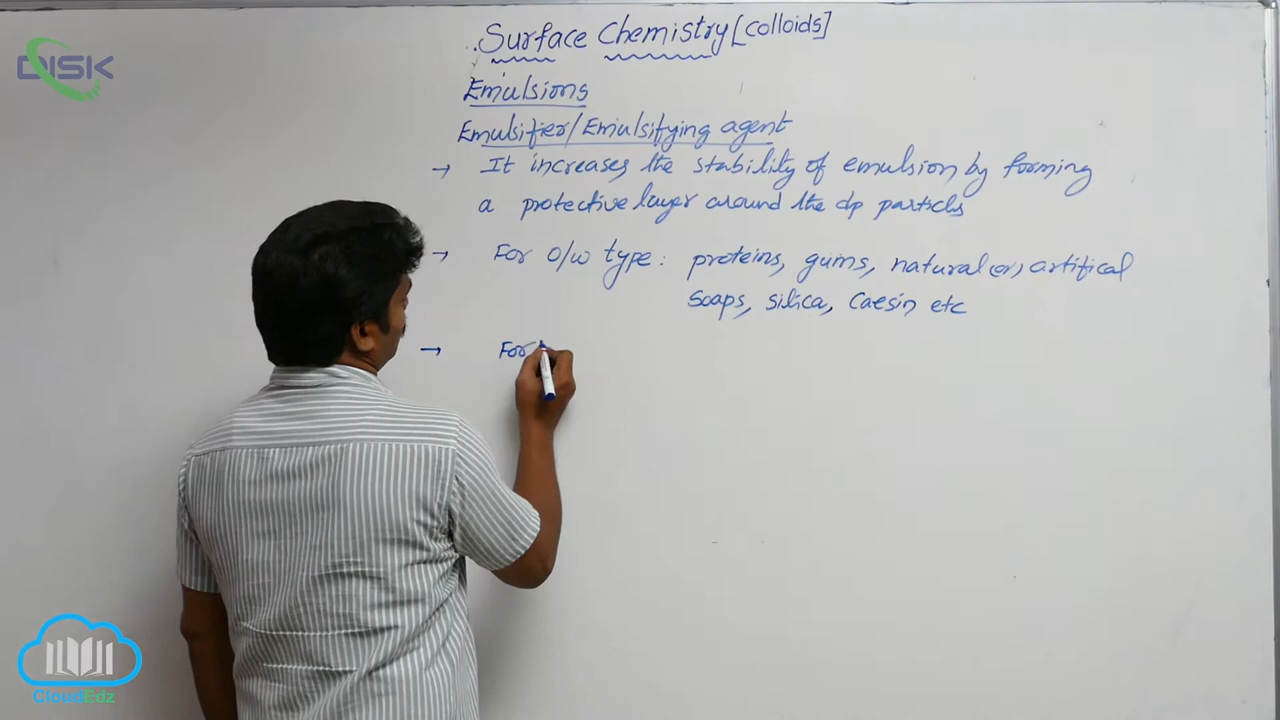 DISK
Surface Chemistry [colloids]
Emulsions
Emulsifier/Emulsifying agent
→ It increases the stability of emulsion by forming
a protective layer around the dp particles
→ For O/W type: proteins, gums, natural (or) artifical
soaps, silica, Caesin etc
→ For
CloudEdz